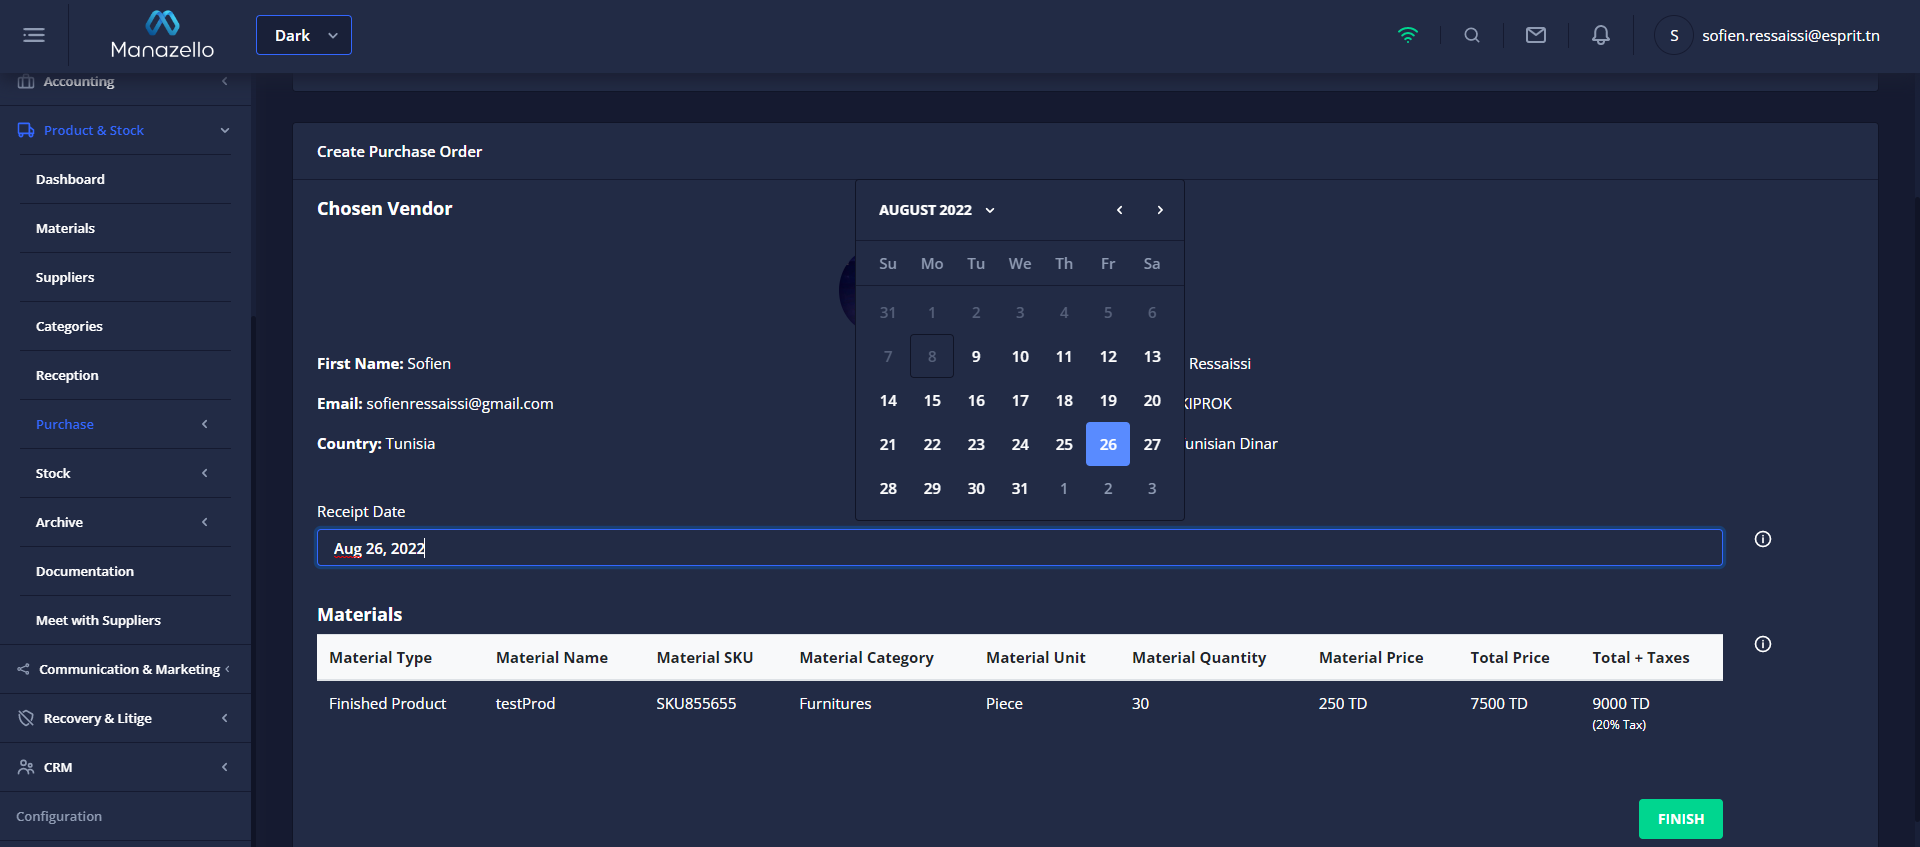 Manazello
Dark
S
sofien.ressaissi@esprit.tn
Accounting
Product & Stock
Dashboard
Materials
Suppliers
Categories
Reception
Purchase
Stock
Archive
Documentation
Meet with Suppliers
Communication & Marketing
Recovery & Litige
CRM
Configuration
Create Purchase Order
Chosen Vendor
AUGUST 2022
Su Mo Tu We Th Fr Sa
31 1 2 3 4 5 6
7 8 9 10 11 12 13
14 15 16 17 18 19 20
21 22 23 24 25 26 27
28 29 30 31 1 2 3
First Name: Sofien
Ressaissi
Email: sofienressaissi@gmail.com
KIPROK
Country: Tunisia
unisian Dinar
Receipt Date
Aug 26, 2022
Materials
Material Type Material Name Material SKU Material Category Material Unit Material Quantity Material Price Total Price Total + Taxes
Finished Product testProd SKU855655 Furnitures Piece 30 250 TD 7500 TD 9000 TD
(20% Tax)
FINISH